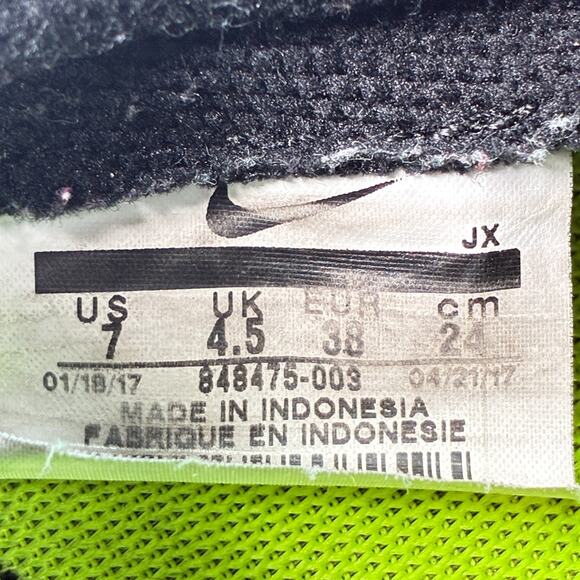 JX
US UK EUR cm
7 4.5 38 24
01/18/17 848475-003 04/21/17
MADE IN INDONESIA
FABRIQUE EN INDONESIE